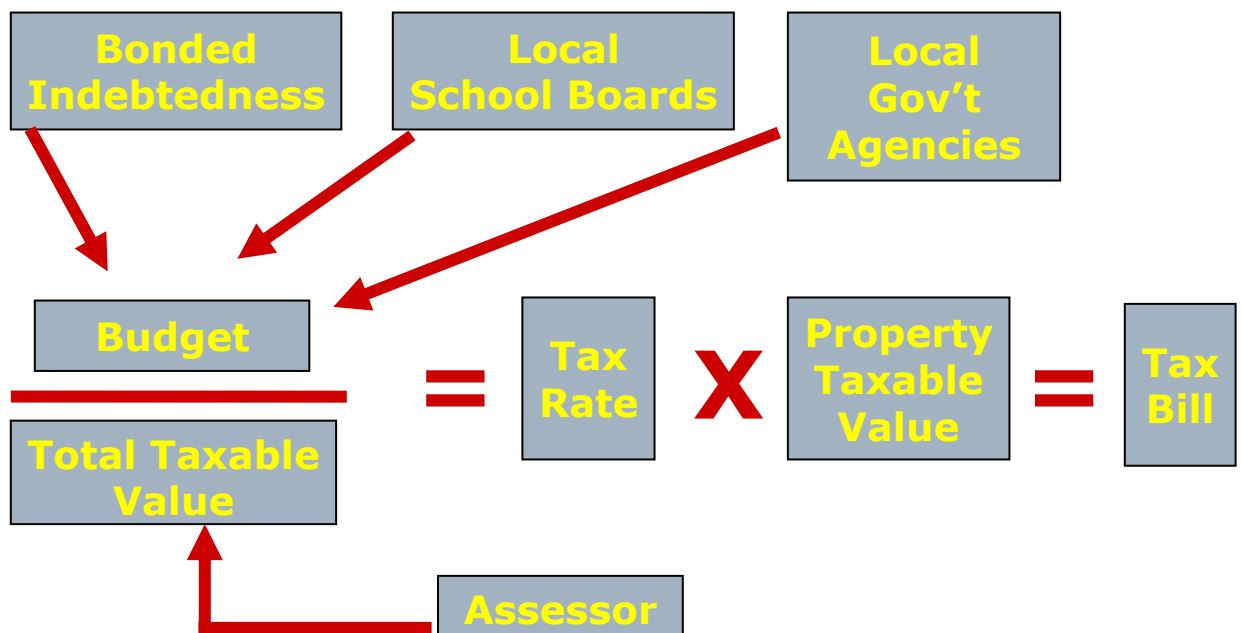 Bonded
Indebtedness
Local
School Boards
Local
Gov’t
Agencies
Budget
Total Taxable
Value
=
Tax
Rate
X
Property
Taxable
Value
=
Tax
Bill
Assessor